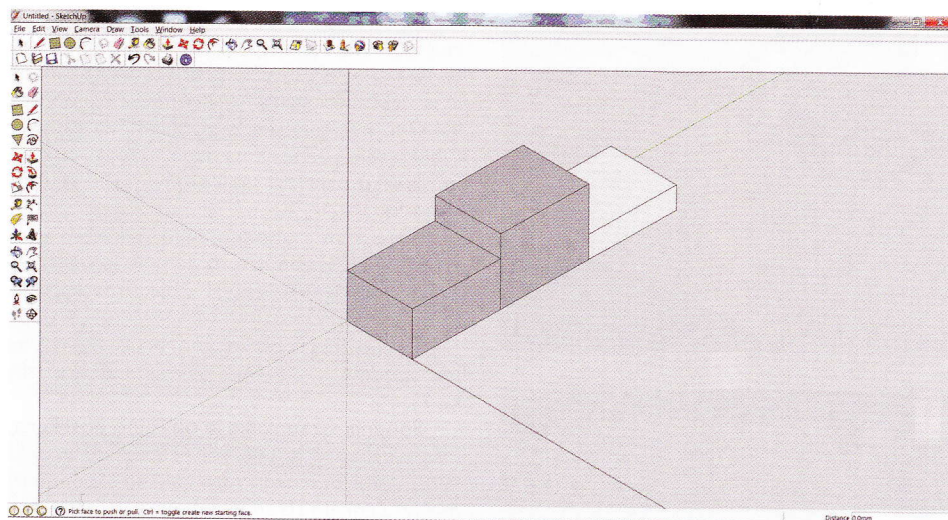 Untitled - SketchUp
File Edit View Camera Draw Tools Window Help
Pick face to push or pull. Ctrl = toggle create new starting face.
Distance 0.0mm